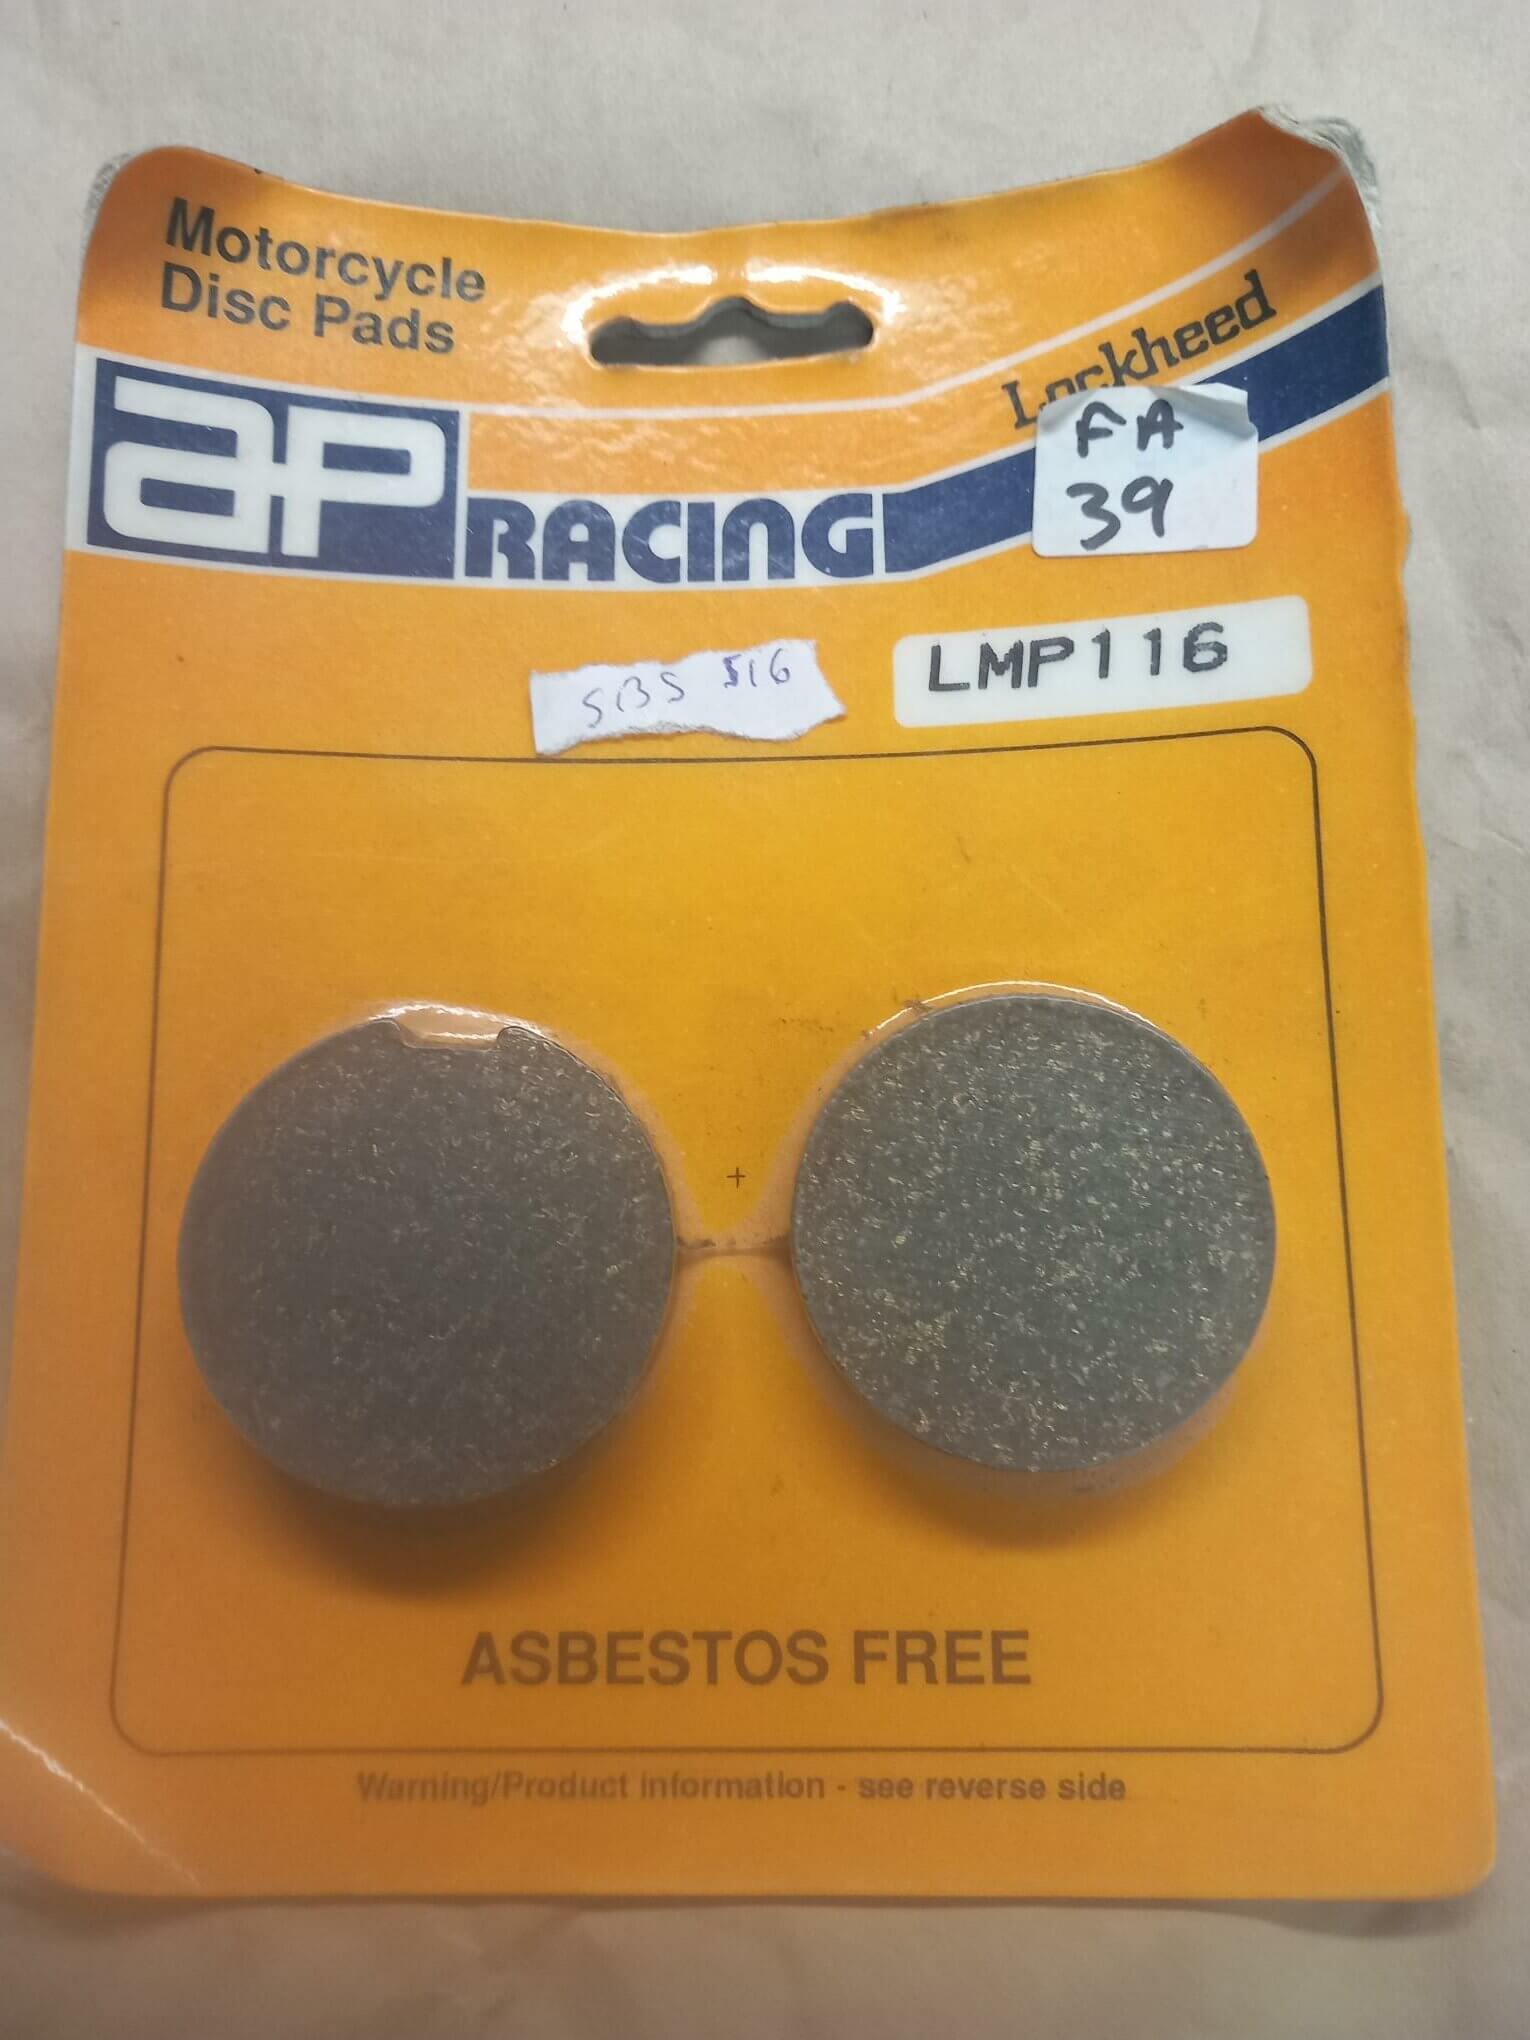 Motorcycle
Disc Pads
Lockheed
ap RACING
FA
39
LMP116
SBS 516
ASBESTOS FREE
Warning/Product information - see reverse side